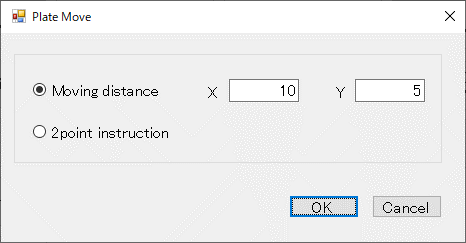 Plate Move
Moving distance X 10 Y 5
2point instruction
OK Cancel